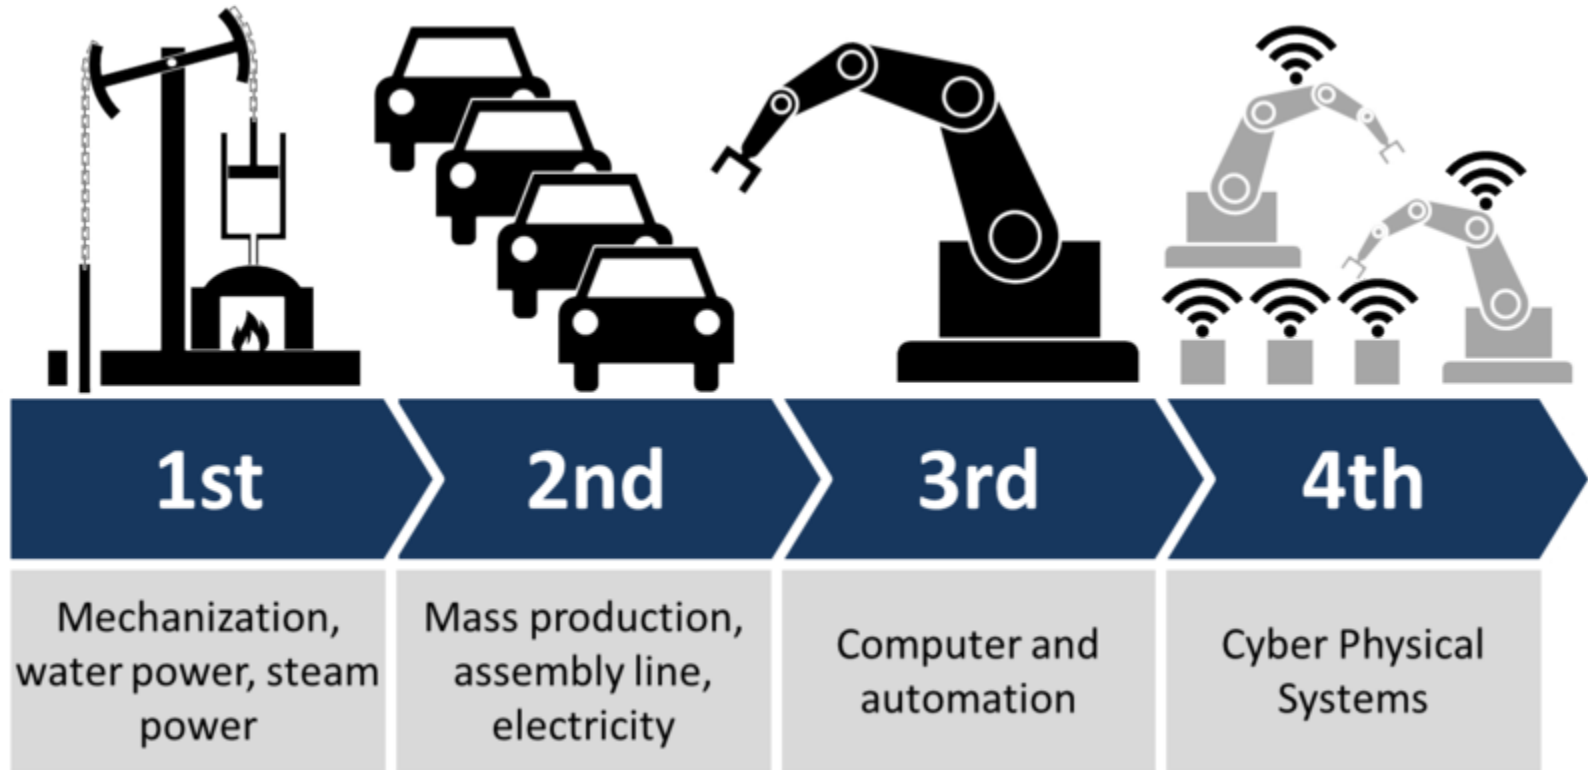 1st
2nd
3rd
4th
Mechanization,
water power, steam
power
Mass production,
assembly line,
electricity
Computer and
automation
Cyber Physical
Systems